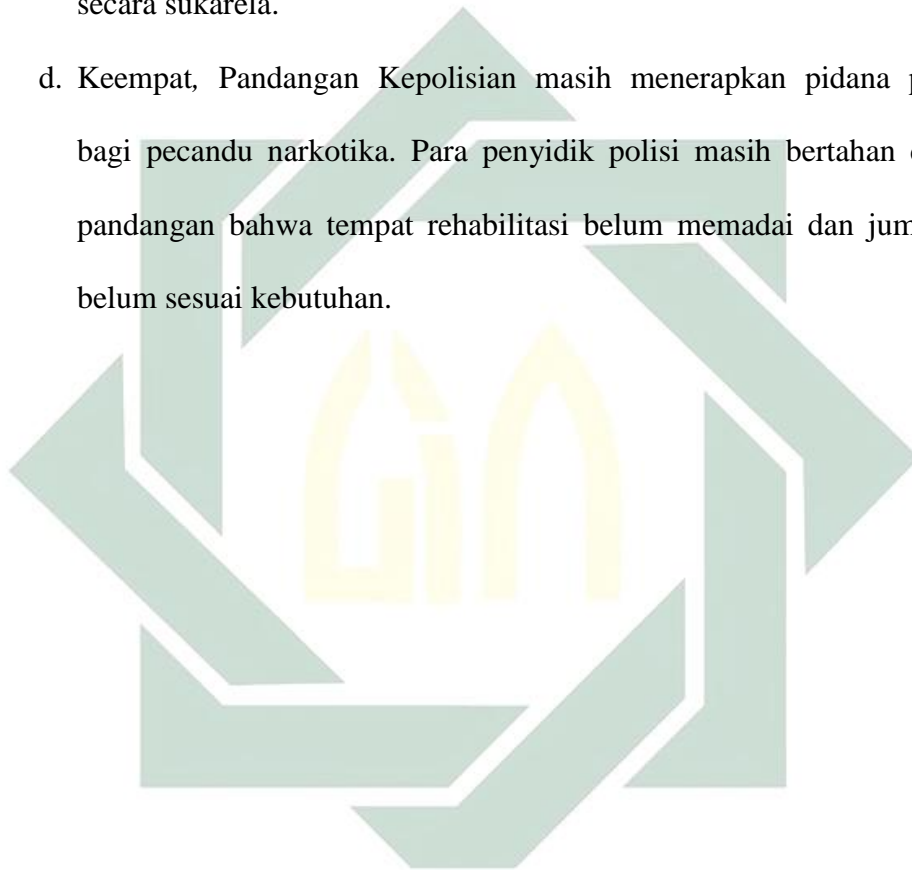 secara sukarela.
d. Keempat, Pandangan Kepolisian masih menerapkan pidana
bagi pecandu narkotika. Para penyidik polisi masih bertahan
pandangan bahwa tempat rehabilitasi belum memadai dan
belum sesuai kebutuhan.